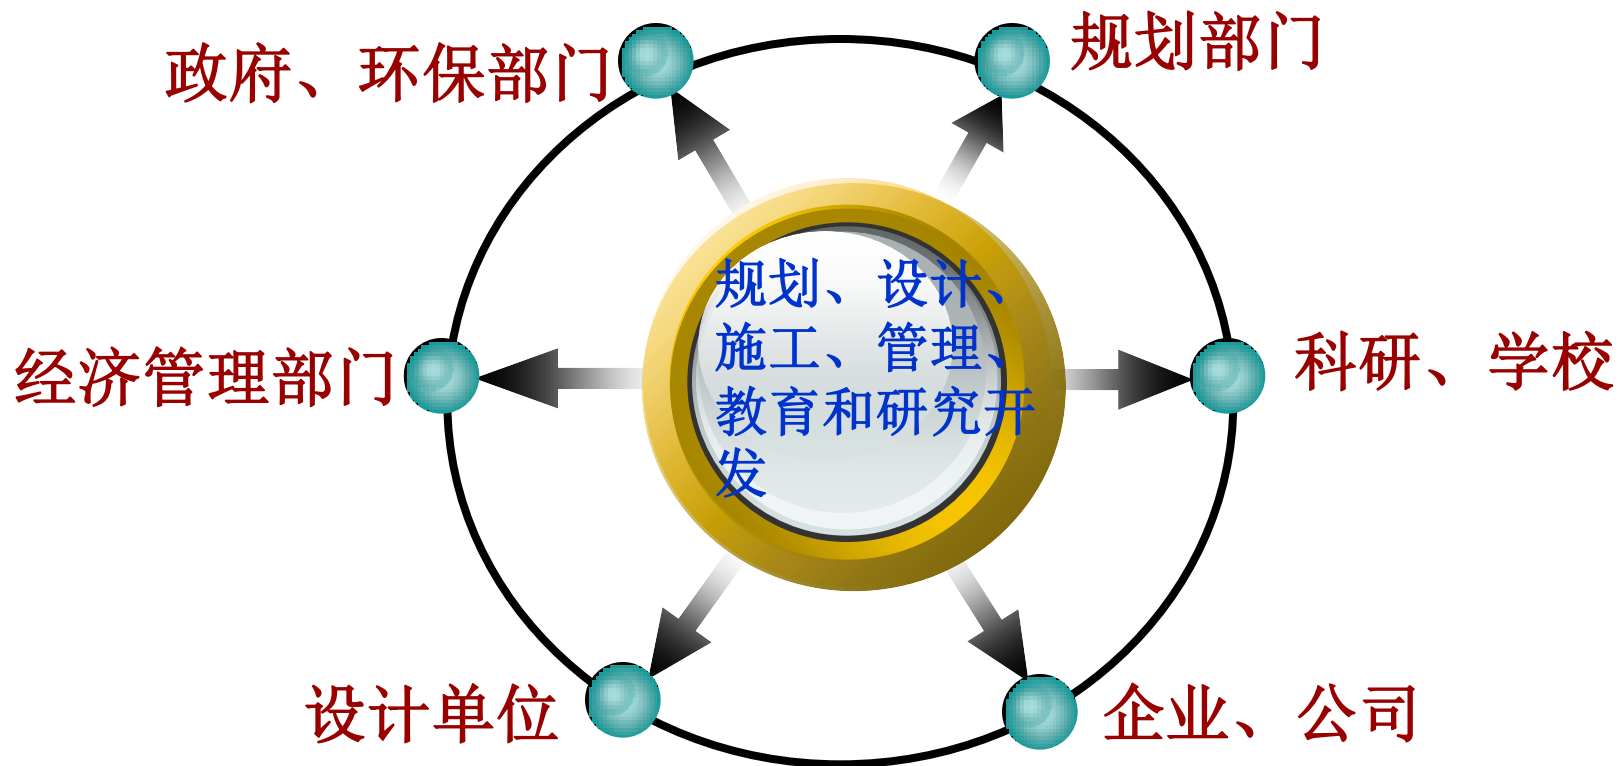 规划部门
政府、环保部门
规划、设计、
施工、管理、
教育和研究开
发
经济管理部门
科研、学校
设计单位
企业、公司